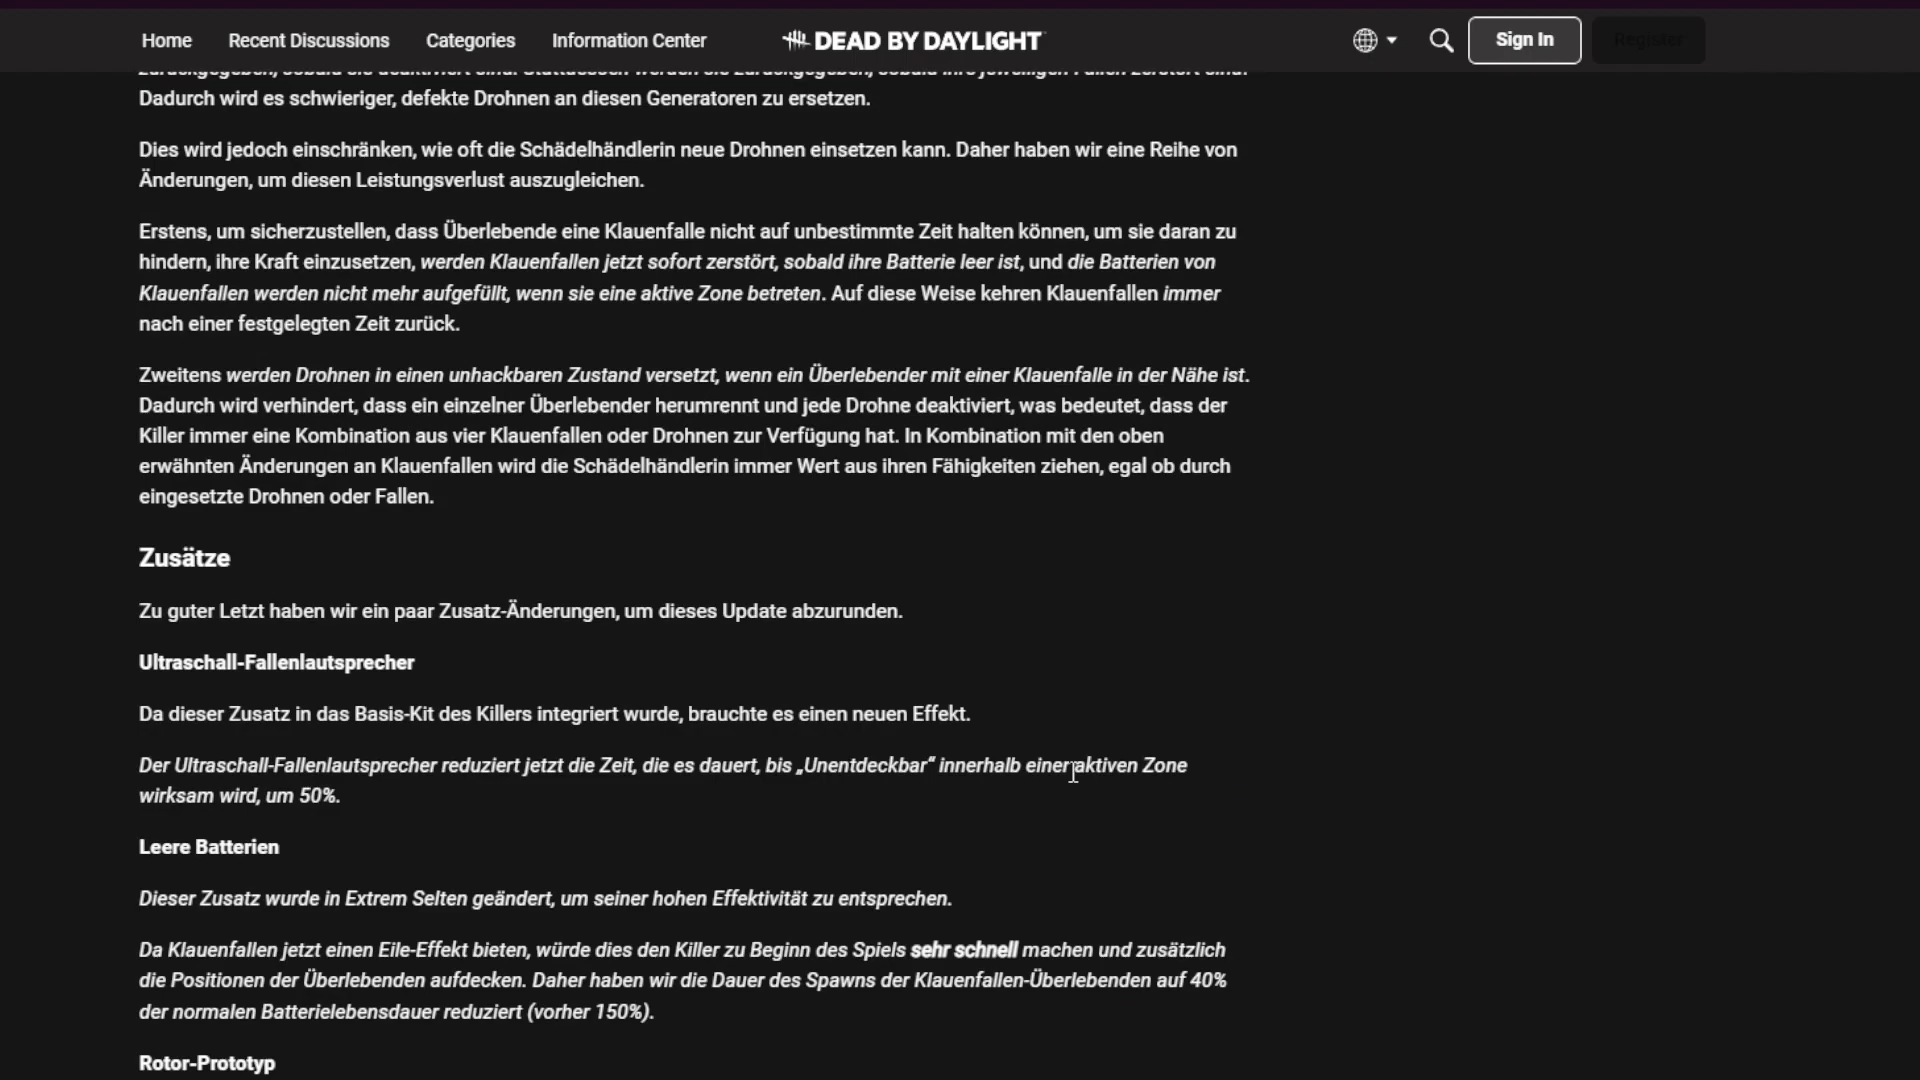 Home Recent Discussions Categories Information Center DEAD BY DAYLIGHT Sign In Register
zurückgegeben, sobald sie deaktiviert sind. Stattdessen werden sie zurückgegeben, sobald ihre jeweiligen Fallen zerstört sind.
Dadurch wird es schwieriger, defekte Drohnen an diesen Generatoren zu ersetzen.
Dies wird jedoch einschränken, wie oft die Schädelhändlerin neue Drohnen einsetzen kann. Daher haben wir eine Reihe von
Änderungen, um diesen Leistungsverlust auszugleichen.
Erstens, um sicherzustellen, dass Überlebende eine Klauenfalle nicht auf unbestimmte Zeit halten können, um sie daran zu
hindern, ihre Kraft einzusetzen, werden Klauenfallen jetzt sofort zerstört, sobald ihre Batterie leer ist, und die Batterien von
Klauenfallen werden nicht mehr aufgefüllt, wenn sie eine aktive Zone betreten. Auf diese Weise kehren Klauenfallen immer
nach einer festgelegten Zeit zurück.
Zweitens werden Drohnen in einen unhackbaren Zustand versetzt, wenn ein Überlebender mit einer Klauenfalle in der Nähe ist.
Dadurch wird verhindert, dass ein einzelner Überlebender herumrennt und jede Drohne deaktiviert, was bedeutet, dass der
Killer immer eine Kombination aus vier Klauenfallen oder Drohnen zur Verfügung hat. In Kombination mit den oben
erwähnten Änderungen an Klauenfallen wird die Schädelhändlerin immer Wert aus ihren Fähigkeiten ziehen, egal ob durch
eingesetzte Drohnen oder Fallen.
Zusätze
Zu guter Letzt haben wir ein paar Zusatz-Änderungen, um dieses Update abzurunden.
Ultraschall-Fallenlautsprecher
Da dieser Zusatz in das Basis-Kit des Killers integriert wurde, brauchte es einen neuen Effekt.
Der Ultraschall-Fallenlautsprecher reduziert jetzt die Zeit, die es dauert, bis „Unentdeckbar“ innerhalb einer aktiven Zone
wirksam wird, um 50%.
Leere Batterien
Dieser Zusatz wurde in Extrem Selten geändert, um seiner hohen Effektivität zu entsprechen.
Da Klauenfallen jetzt einen Eile-Effekt bieten, würde dies den Killer zu Beginn des Spiels sehr schnell machen und zusätzlich
die Positionen der Überlebenden aufdecken. Daher haben wir die Dauer des Spawns der Klauenfallen-Überlebenden auf 40%
der normalen Batterielebensdauer reduziert (vorher 150%).
Rotor-Prototyp